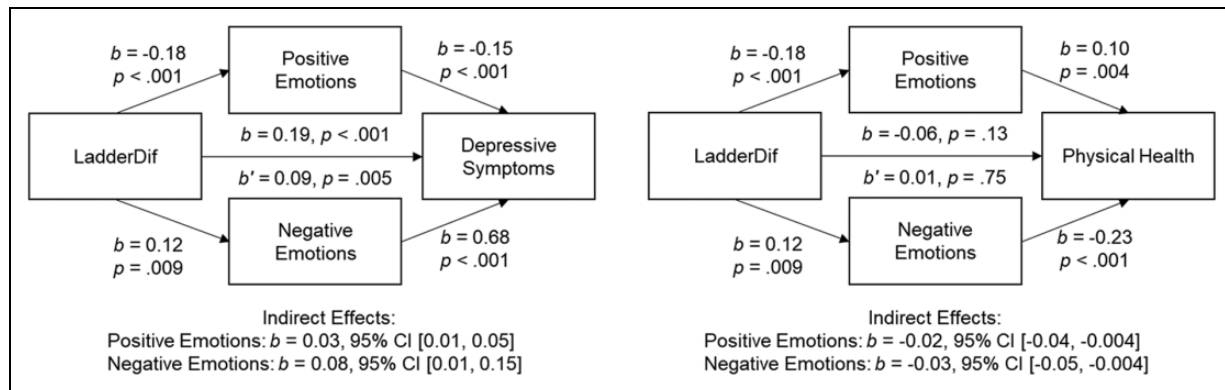 b = -0.18
p < .001
Positive
Emotions
b = -0.15
p < .001
LadderDif
b = 0.19, p < .001
b′ = 0.09, p = .005
Depressive
Symptoms
b = 0.12
p = .009
Negative
Emotions
b = 0.68
p < .001
Indirect Effects:
Positive Emotions: b = 0.03, 95% CI [0.01, 0.05]
Negative Emotions: b = 0.08, 95% CI [0.01, 0.15]
b = -0.18
p < .001
Positive
Emotions
b = 0.10
p = .004
LadderDif
b = -0.06, p = .13
b′ = 0.01, p = .75
Physical Health
b = 0.12
p = .009
Negative
Emotions
b = -0.23
p < .001
Indirect Effects:
Positive Emotions: b = -0.02, 95% CI [-0.04, -0.004]
Negative Emotions: b = -0.03, 95% CI [-0.05, -0.004]